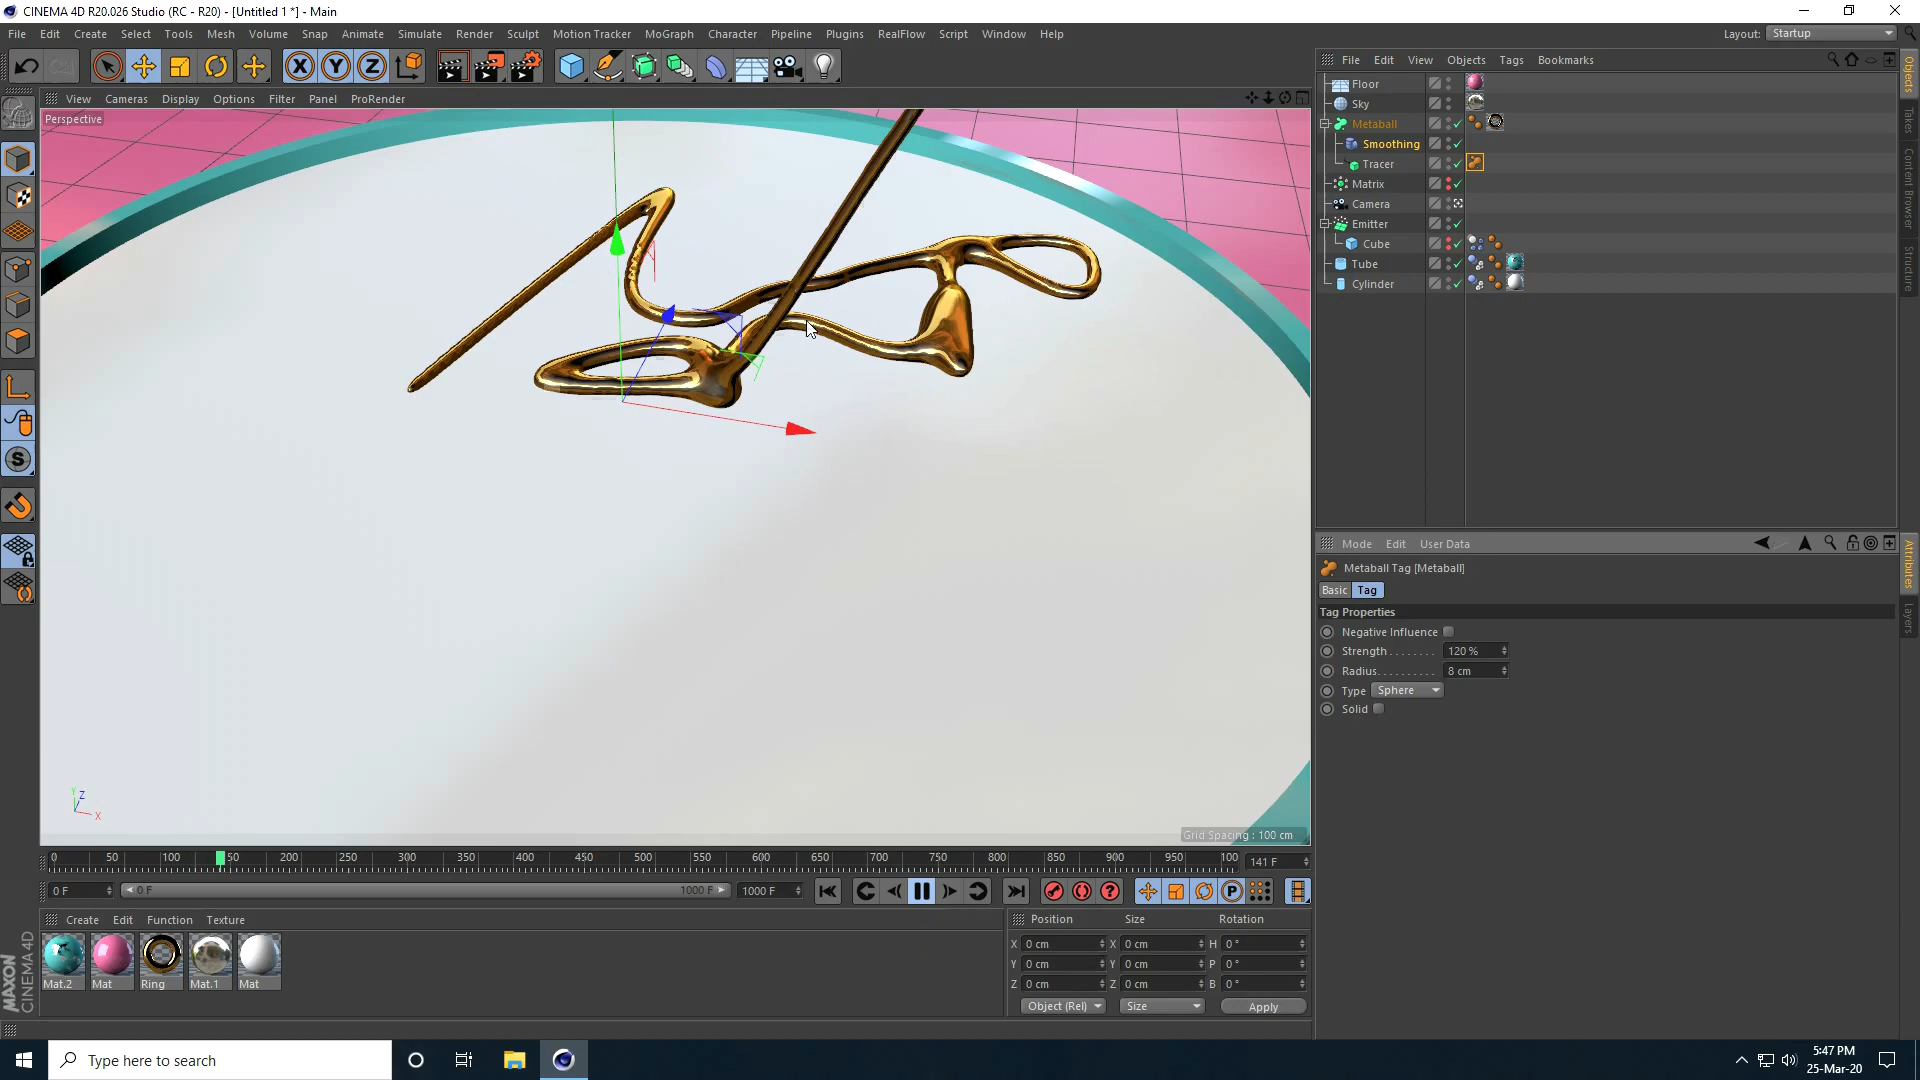 CINEMA 4D R20.026 Studio (RC - R20) - [Untitled 1 *] - Main
File Edit Create Select Tools Mesh Volume Snap Animate Simulate Render Sculpt Motion Tracker MoGraph Character Pipeline Plugins RealFlow Script Window Help
Layout: Startup
View Cameras Display Options Filter Panel ProRender
Perspective
File Edit View Objects Tags Bookmarks
Floor
Sky
Metaball
Smoothing
Tracer
Matrix
Camera
Emitter
Cube
Tube
Cylinder
Objects
Takes
Content Browser
Structure
Mode Edit User Data
Metaball Tag [Metaball]
Basic Tag
Tag Properties
Negative Influence
Strength........ 120 %
Radius.......... 8 cm
Type Sphere
Solid
Attributes
Layers
Y Z X
Grid Spacing : 100 cm
0 50 100 50 200 250 300 350 400 450 500 550 600 650 700 750 800 850 900 950 100 141 F
0 F 0 F 1000 F 1000 F
Create Edit Function Texture
Mat.2 Mat Ring Mat.1 Mat
MAXON
CINEMA 4D
Position Size Rotation
X 0 cm X 0 cm H 0 °
Y 0 cm Y 0 cm P 0 °
Z 0 cm Z 0 cm B 0 °
Object (Rel) Size Apply
Type here to search
5:47 PM
25-Mar-20